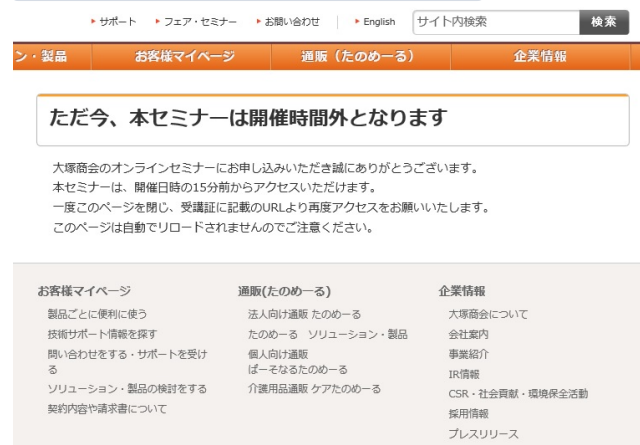 サポート フェア・セミナー お問い合わせ English サイト内検索 検索
ン・製品 お客様マイページ 通販（たのめーる） 企業情報
ただ今、本セミナーは開催時間外となります
大塚商会のオンラインセミナーにお申し込みいただき誠にありがとうございます。
本セミナーは、開催日時の15分前からアクセスいただけます。
一度このページを閉じ、受講証に記載のURLより再度アクセスをお願いいたします。
このページは自動でリロードされませんのでご注意ください。
お客様マイページ
製品ごとに便利に使う
技術サポート情報を探す
問い合わせをする・サポートを受け
る
ソリューション・製品の検討をする
契約内容や請求書について
通販(たのめーる)
法人向け通販 たのめーる
たのめーる ソリューション・製品
個人向け通販
ぱーそなるたのめーる
介護用品通販 ケアたのめーる
企業情報
大塚商会について
会社案内
事業紹介
IR情報
CSR・社会貢献・環境保全活動
採用情報
プレスリリース